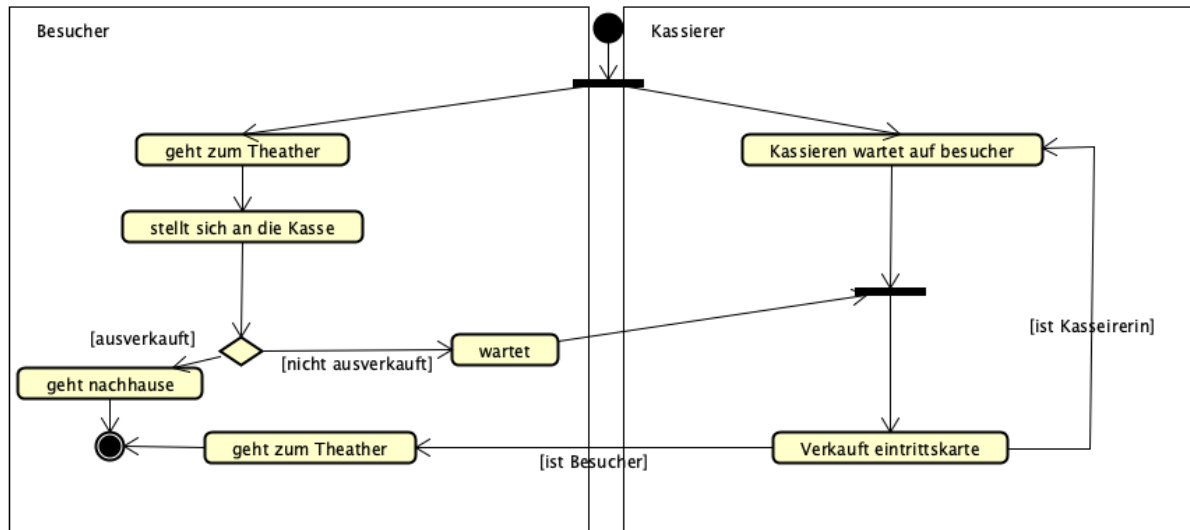 Besucher
Kassierer
geht zum Theather
Kassieren wartet auf besucher
stellt sich an die Kasse
[ausverkauft]
[nicht ausverkauft]
wartet
[ist Kasseirerin]
geht nachhause
geht zum Theather
[ist Besucher]
Verkauft eintrittskarte